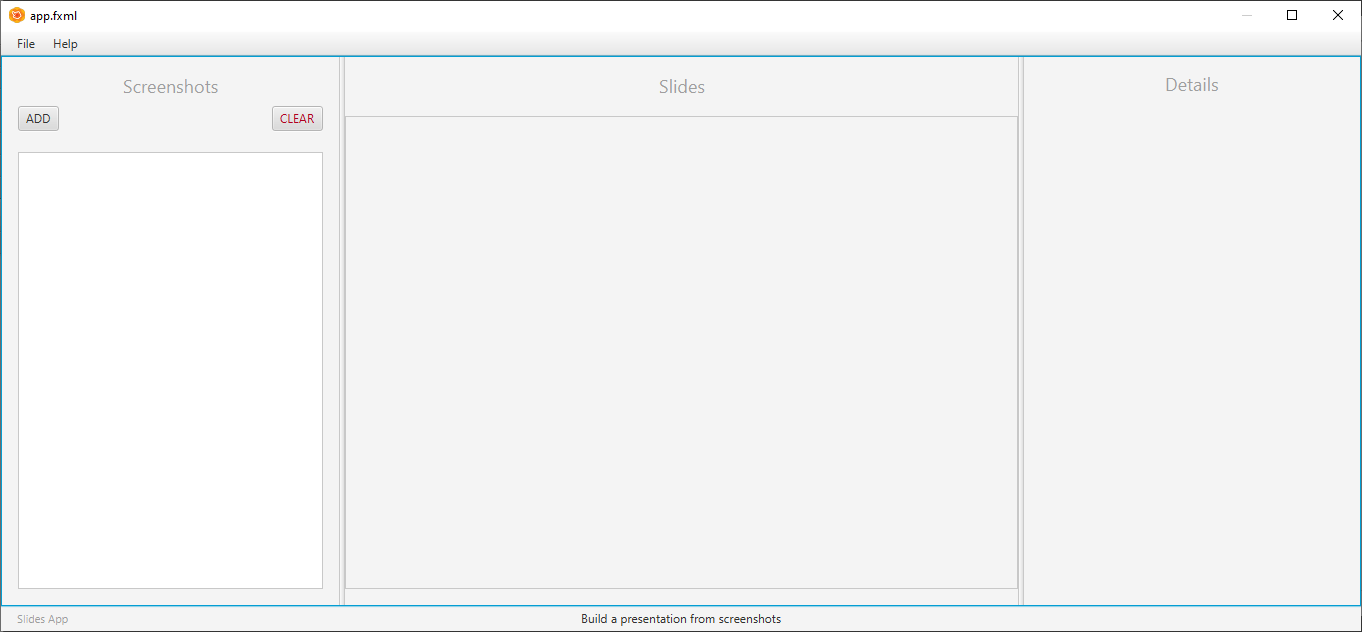 app.fxml
File Help
Screenshots
ADD CLEAR
Slides
Details
Slides App
Build a presentation from screenshots